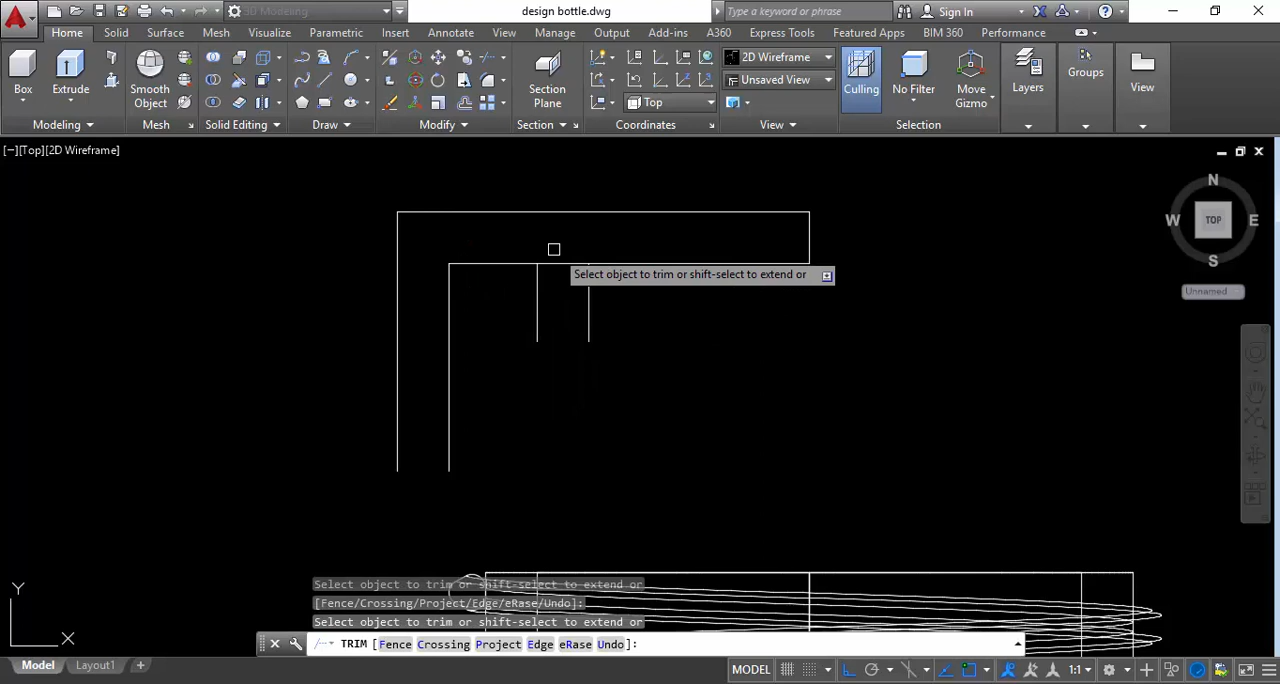 3D Modeling
design bottle.dwg
Type a keyword or phrase
Sign In
Home Solid Surface Mesh Visualize Parametric Insert Annotate View Manage Output Add-ins A360 Express Tools Featured Apps BIM 360 Performance
Box Extrude Smooth Object Section Plane 2D Wireframe Unsaved View Top Culling No Filter Move Gizmo Layers Groups View
Modeling Mesh Solid Editing Draw Modify Section Coordinates View Selection
[−][Top][2D Wireframe]
N
W TOP E
S
Unnamed
Select object to trim or shift-select to extend or
Y
X
Select object to trim or shift-select to extend or
[Fence/Crossing/Project/Edge/eRase/Undo]:
Select object to trim or shift-select to extend or
TRIM [Fence Crossing Project Edge eRase Undo]:
Model Layout1 +
MODEL 1:1